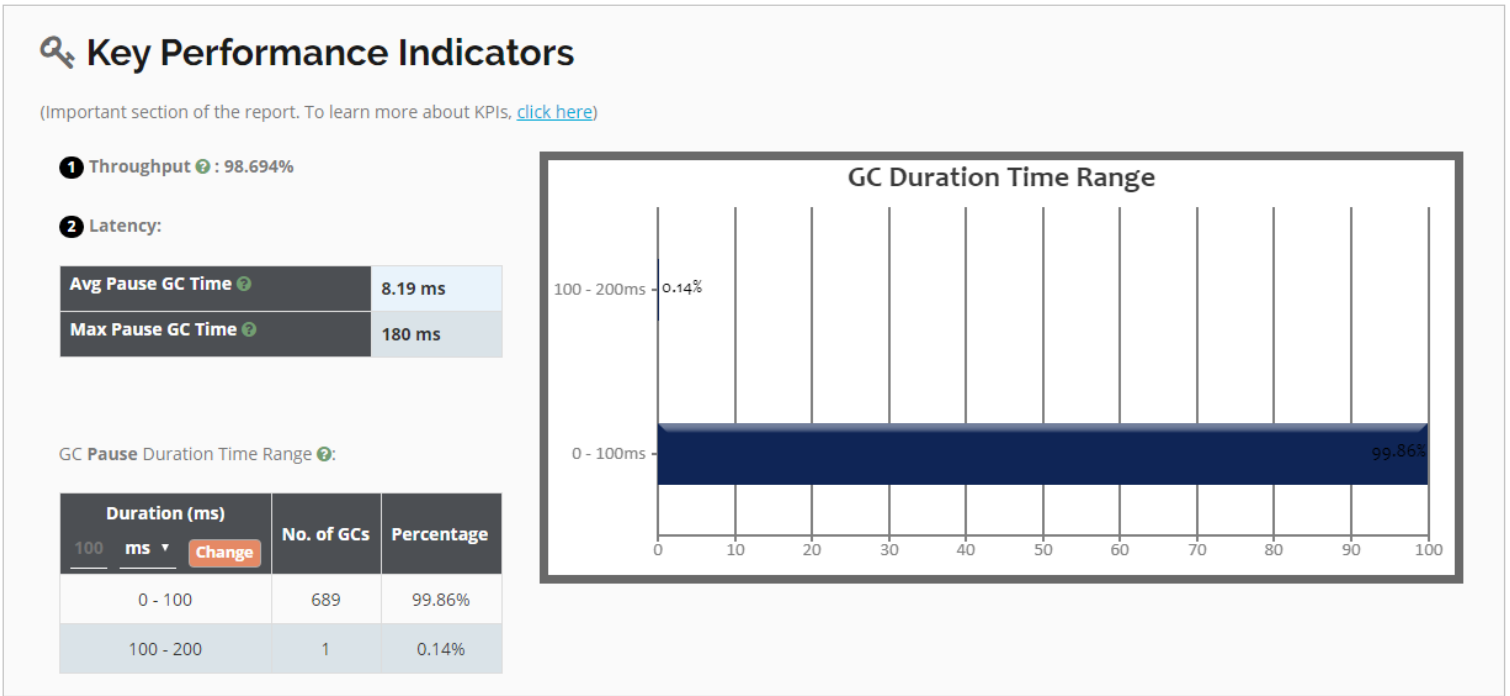 Key Performance Indicators
(Important section of the report. To learn more about KPIs, click here)
1 Throughput ? : 98.694%
2 Latency:
Avg Pause GC Time ? 8.19 ms
Max Pause GC Time ? 180 ms
GC Pause Duration Time Range ?:
Duration (ms) No. of GCs Percentage
100 ms ▾ Change
0 - 100 689 99.86%
100 - 200 1 0.14%
GC Duration Time Range
100 - 200ms 0.14%
0 - 100ms 99.86%
0 10 20 30 40 50 60 70 80 90 100